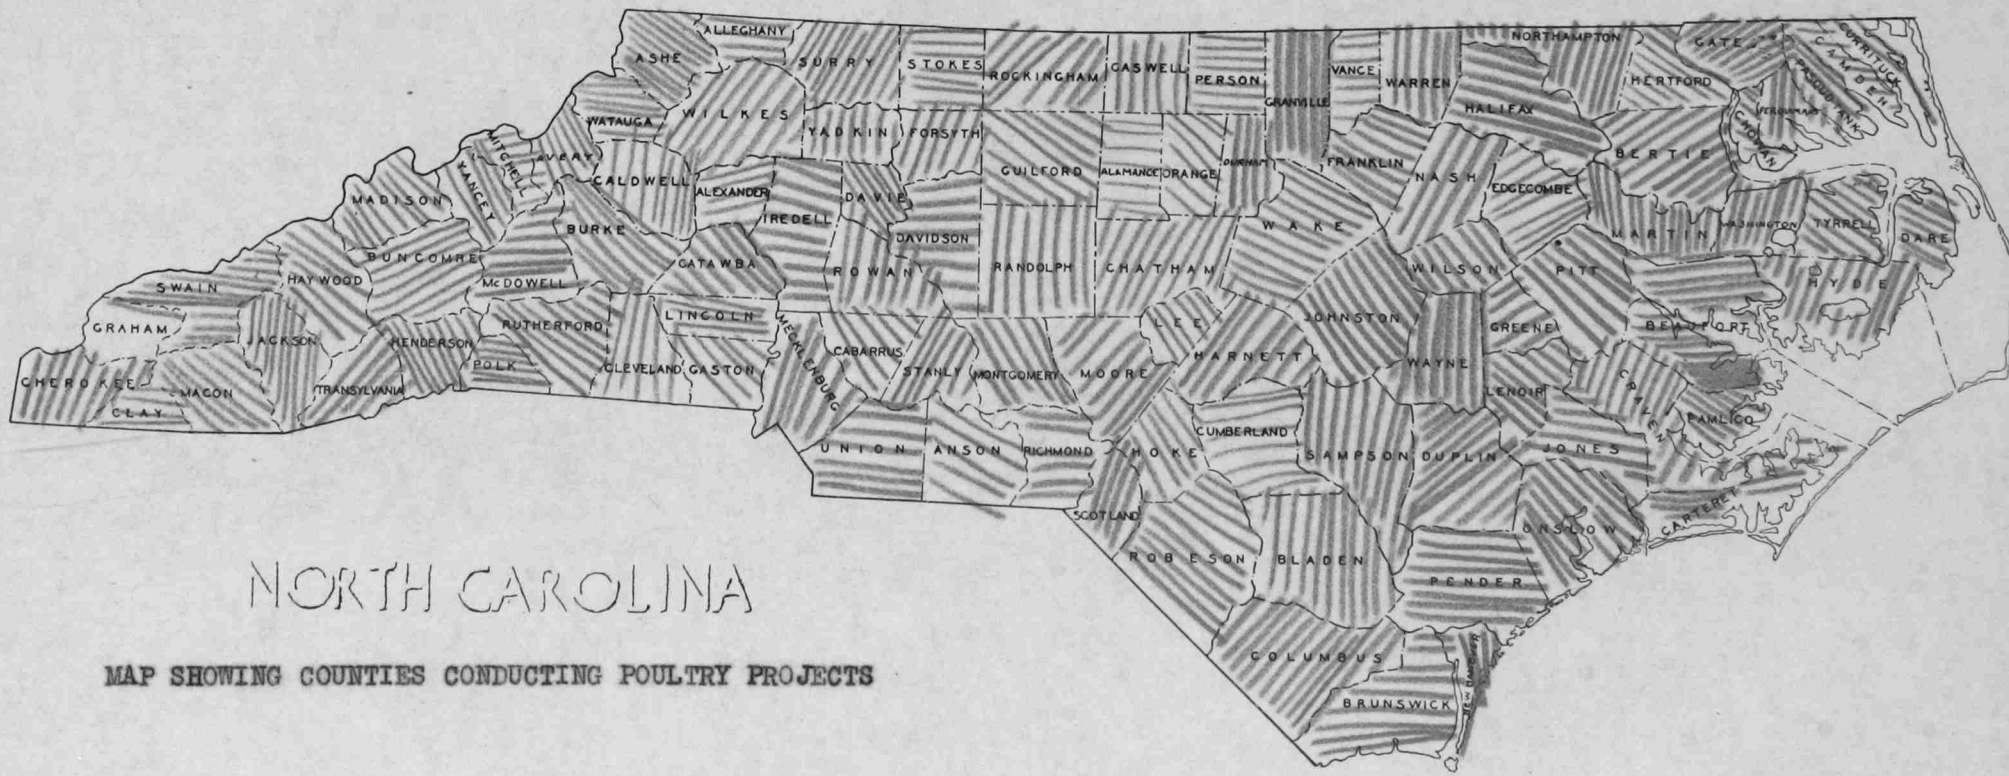 ALLEGHANY
ASHE
SURRY
STOKES
ROCKINGHAM
CASWELL
PERSON
GRANVILLE
VANCE
WARREN
NORTHAMPTON
GATE
HERTFORD
HALIFAX
CURRITUCK
CAMDEN
PASQUOTANK
PERQUIMANS
CHOWAN
BERTIE
WATAUGA
WILKES
YADKIN
FORSYTH
GUILFORD
ALAMANCE
ORANGE
DURHAM
FRANKLIN
NASH
EDGECOMBE
MARTIN
WASHINGTON
TYRRELL
DARE
MITCHELL
AVERY
YANCEY
CALDWELL
ALEXANDER
IREDELL
DAVIE
DAVIDSON
RANDOLPH
CHATHAM
WAKE
WILSON
PITT
HYDE
MADISON
BUNCOMBE
BURKE
McDOWELL
CATAWBA
ROWAN
SWAIN
HAYWOOD
GRAHAM
JACKSON
HENDERSON
RUTHERFORD
POLK
CLEVELAND
LINCOLN
GASTON
MECKLENBURG
CABARRUS
STANLY
MONTGOMERY
MOORE
LEE
HARNETT
JOHNSTON
WAYNE
GREENE
LENOIR
BEAUFORT
CRAVEN
PAMLICO
CHEROKEE
CLAY
MACON
TRANSYLVANIA
UNION
ANSON
RICHMOND
SCOTLAND
HOKE
CUMBERLAND
SAMPSON
DUPLIN
JONES
CARTERET
ONSLOW
ROBESON
BLADEN
PENDER
COLUMBUS
BRUNSWICK
NEW HANOVER
NORTH CAROLINA
MAP SHOWING COUNTIES CONDUCTING POULTRY PROJECTS